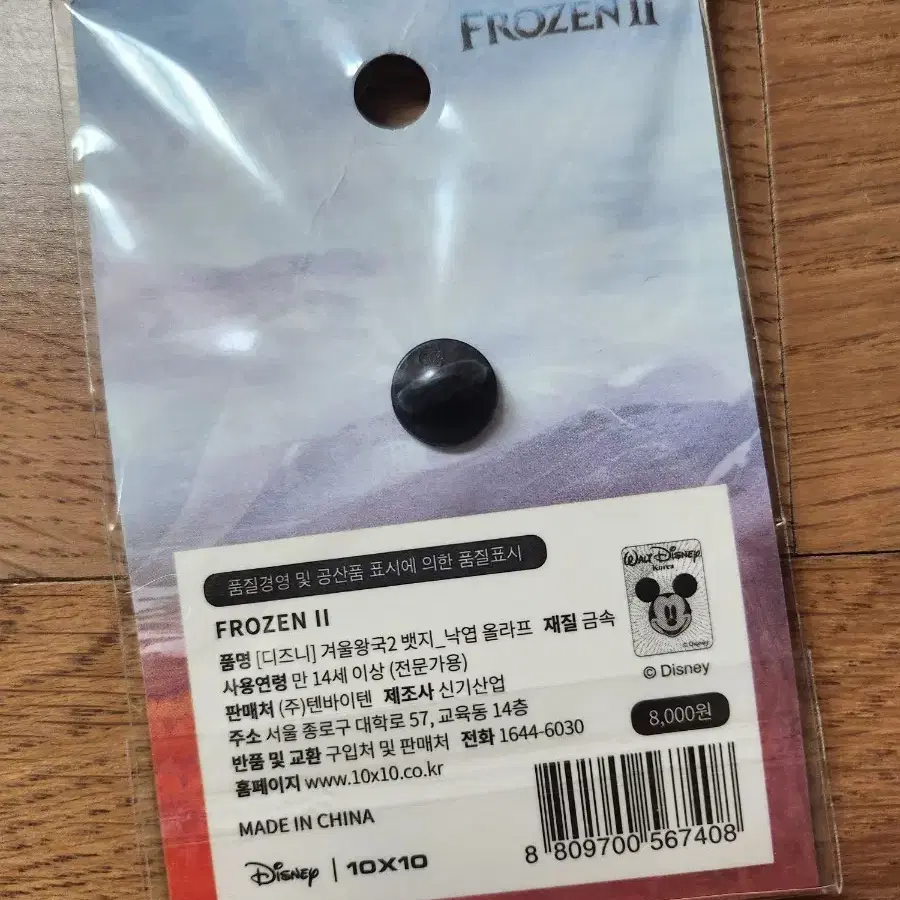 FROZEN II
품질경영 및 공산품 표시에 의한 품질표시
FROZEN II
품명 [디즈니] 겨울왕국2 뱃지_낙엽 올라프 재질 금속
사용연령 만 14세 이상 (전문가용)
판매처 (주)텐바이텐 제조사 신기산업
주소 서울 종로구 대학로 57, 교육동 14층
반품 및 교환 구입처 및 판매처 전화 1644-6030
홈페이지 www.10x10.co.kr
MADE IN CHINA
Disney | 10X10
WALT DISNEY
Korea
© Disney
© Disney
8,000원
8 809700 567408